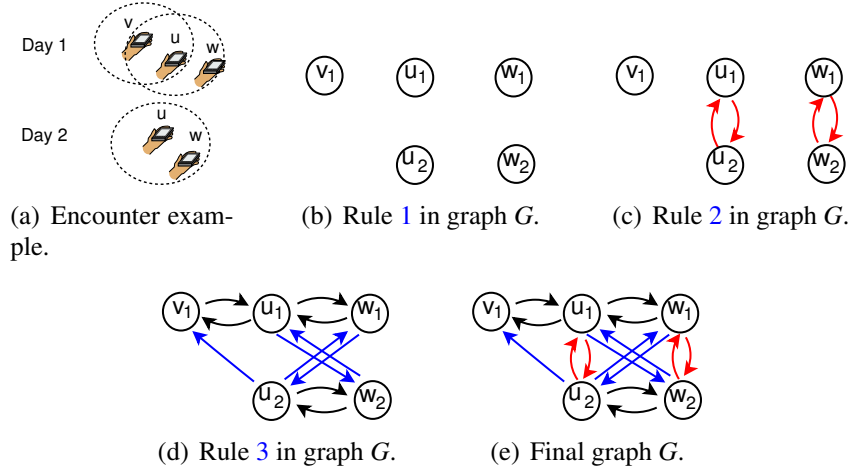 Day 1
v
u
w
Day 2
u
w
(a) Encounter exam-
ple.
v1 u1 w1
u2 w2
(b) Rule 1 in graph G.
v1 u1 w1
u2 w2
(c) Rule 2 in graph G.
v1 u1 w1
u2 w2
(d) Rule 3 in graph G.
v1 u1 w1
u2 w2
(e) Final graph G.